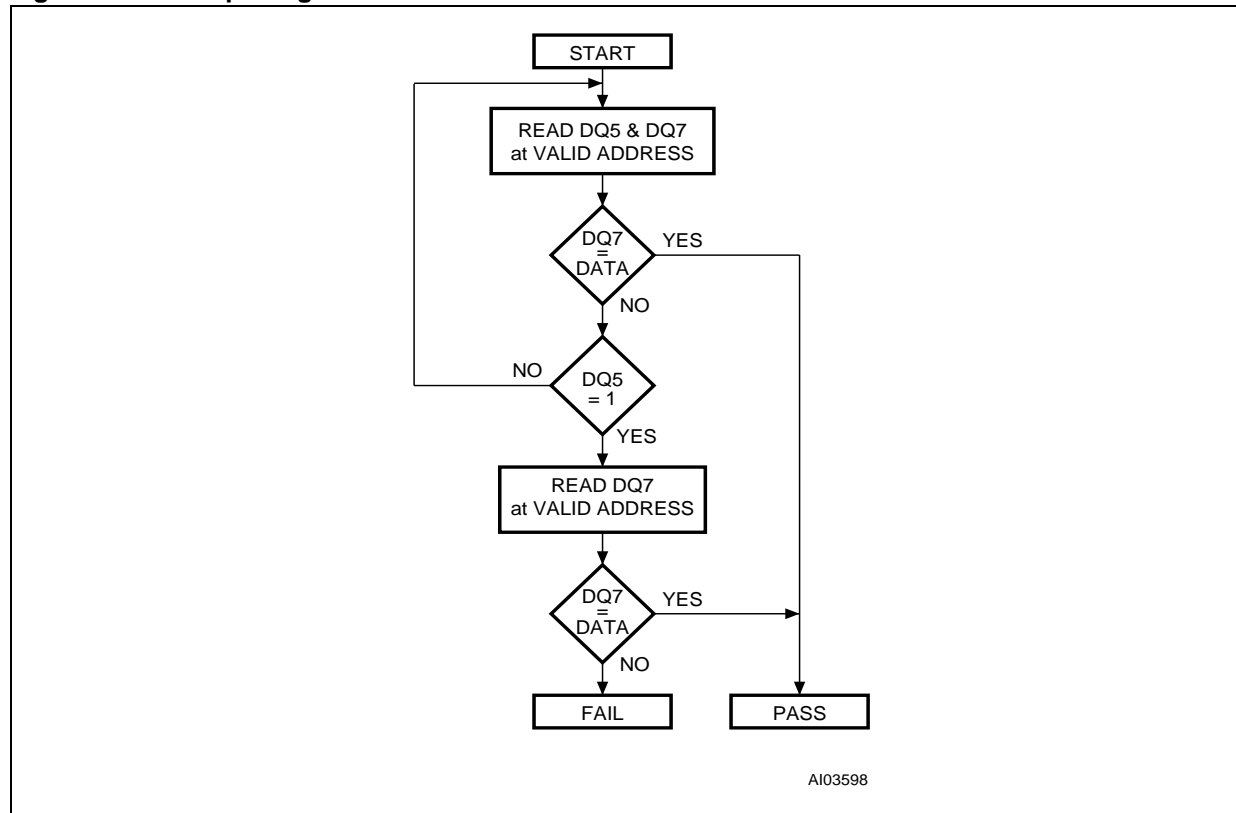 START
READ DQ5 & DQ7
at VALID ADDRESS
DQ7
=
DATA
YES
NO
DQ5
= 1
NO
YES
READ DQ7
at VALID ADDRESS
DQ7
=
DATA
YES
NO
FAIL
PASS
AI03598